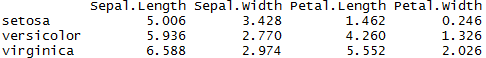 Sepal.Length Sepal.Width Petal.Length Petal.Width
setosa 5.006 3.428 1.462 0.246
versicolor 5.936 2.770 4.260 1.326
virginica 6.588 2.974 5.552 2.026